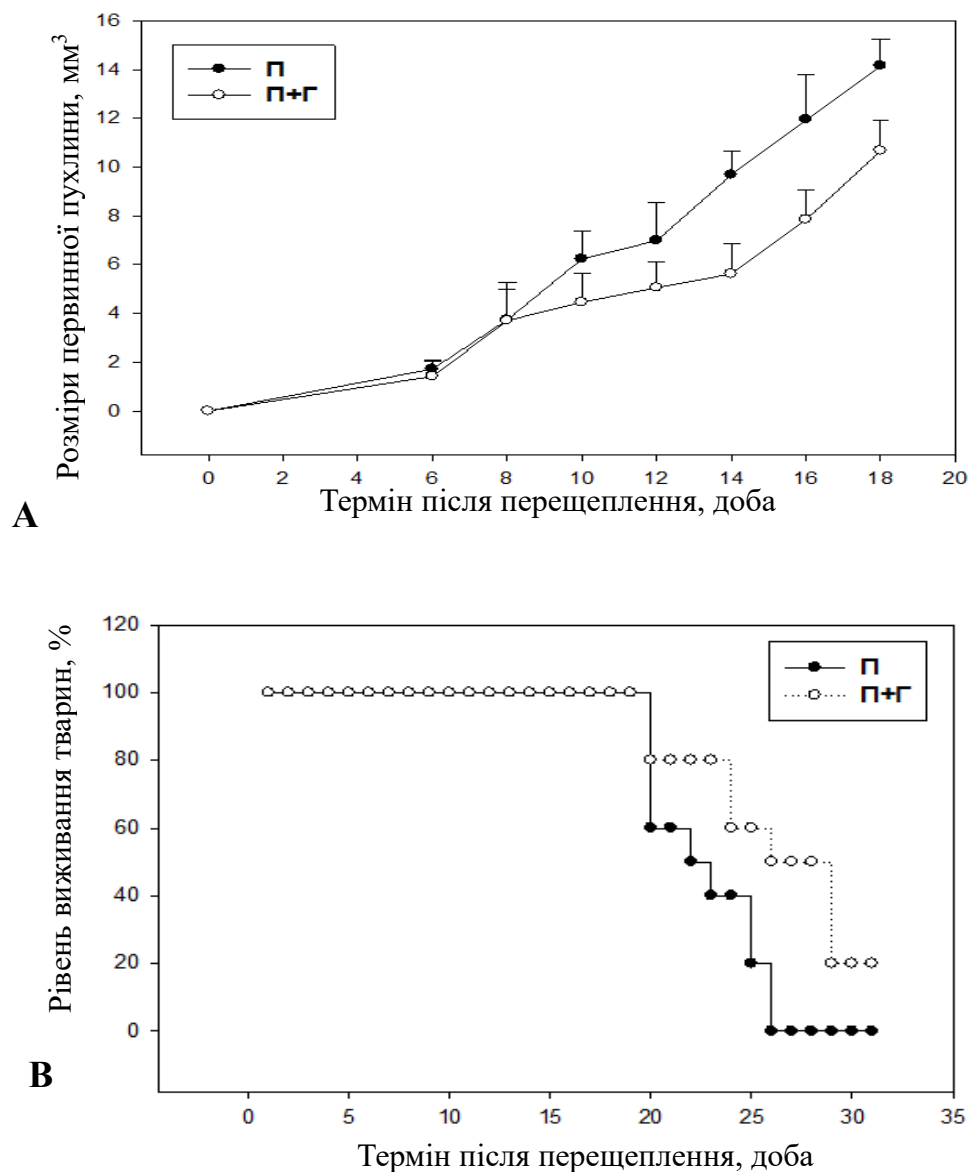 Розміри первинної пухлини, мм³
16
14
12
10
8
6
4
2
0
П
П+Г
0 2 4 6 8 10 12 14 16 18 20
Термін після перещеплення, доба
А
Рівень виживання тварин, %
120
100
80
60
40
20
0
П
П+Г
0 5 10 15 20 25 30 35
В
Термін після перещеплення, доба